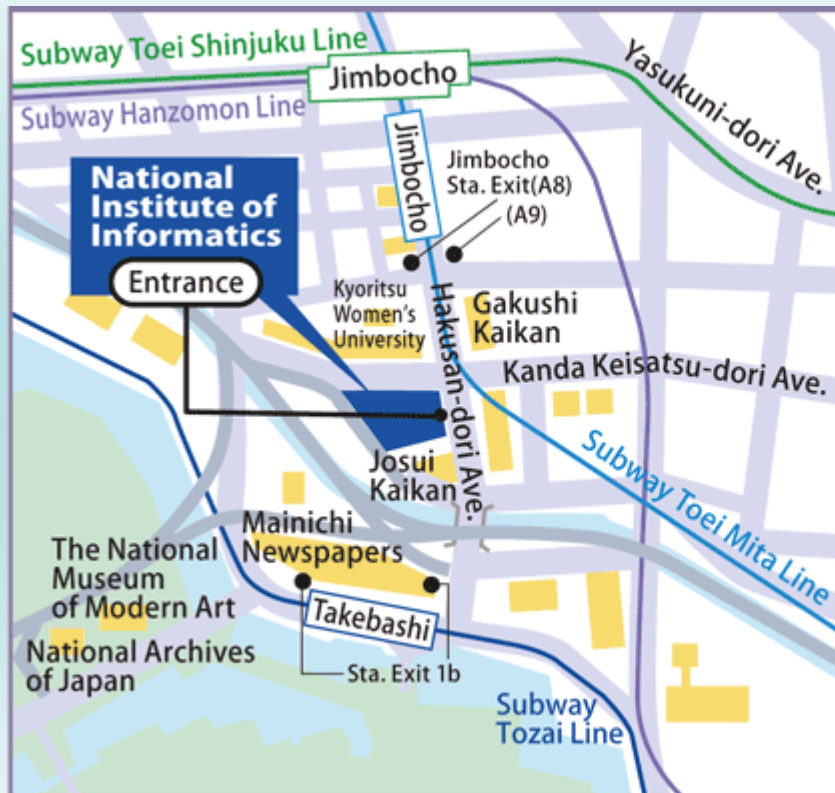 Subway Toei Shinjuku Line
Jimbocho
Yasukuni-dori Ave.
Subway Hanzomon Line
Jimbocho
Jimbocho
Sta. Exit(A8)
(A9)
National
Institute of
Informatics
Entrance
Kyoritsu
Women's
University
Hakusan-dori Ave.
Gakushi
Kaikan
Kanda Keisatsu-dori Ave.
Josui
Kaikan
Subway Toei Mita Line
Mainichi
Newspapers
The National
Museum
of Modern Art
Takebashi
National Archives
of Japan
Sta. Exit 1b
Subway
Tozai Line